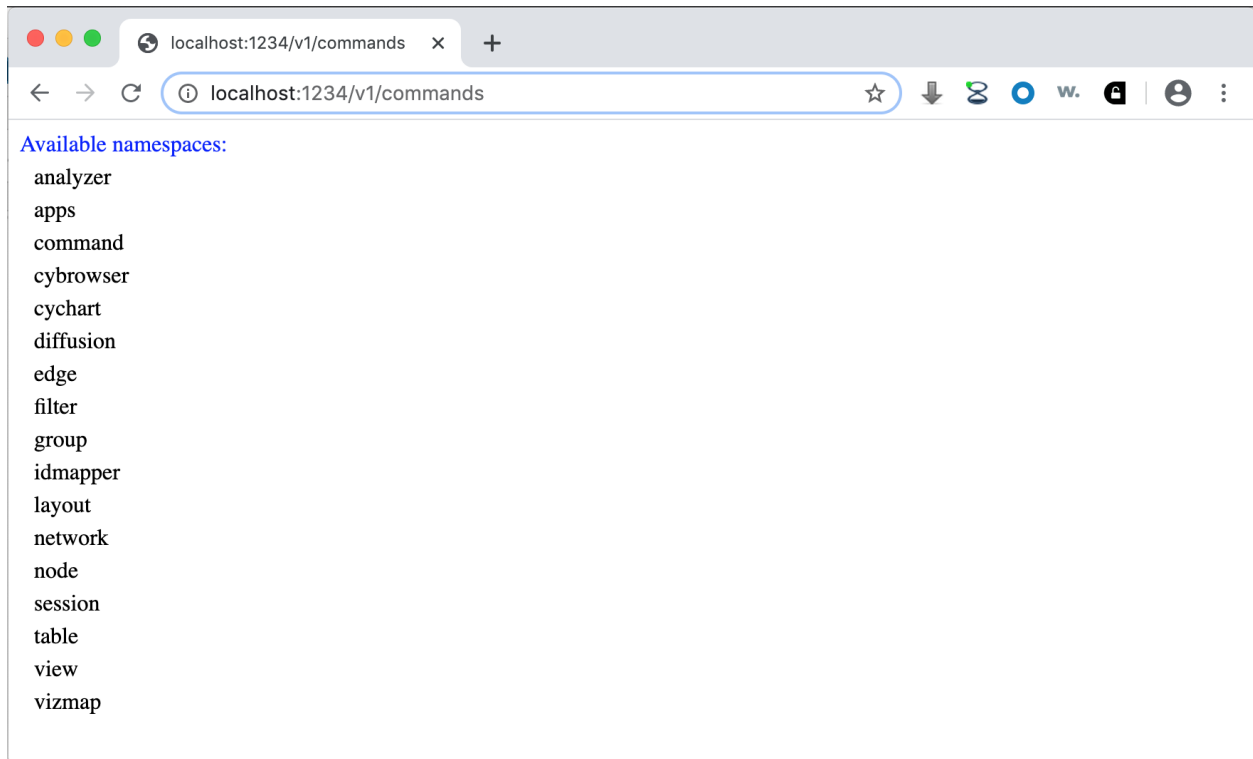 localhost:1234/v1/commands
localhost:1234/v1/commands
w.
Available namespaces:
analyzer
apps
command
cybrowser
cychart
diffusion
edge
filter
group
idmapper
layout
network
node
session
table
view
vizmap